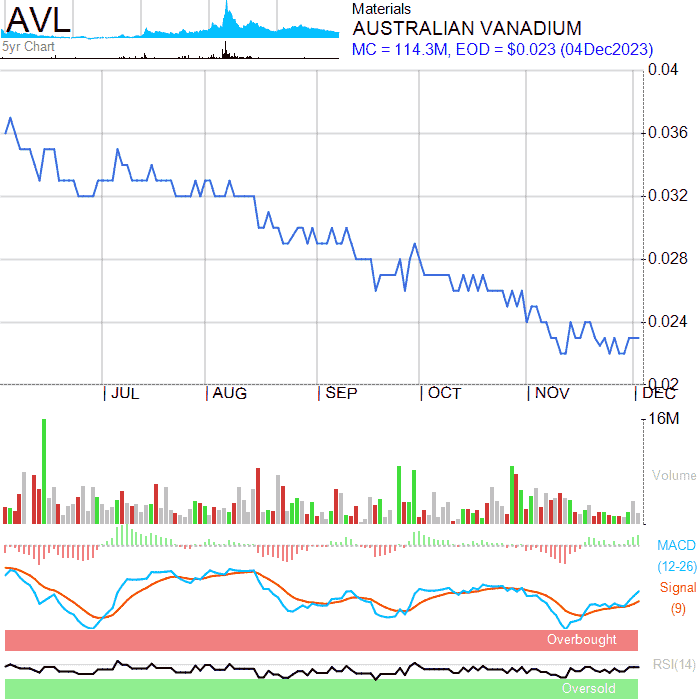 AVL
5yr Chart
Materials
AUSTRALIAN VANADIUM
MC = 114.3M, EOD = $0.023 (04Dec2023)
0.04
0.036
0.032
0.028
0.024
0.02
JUL AUG SEP OCT NOV DEC
16M
Volume
MACD
(12-26)
Signal
(9)
Overbought
RSI(14)
Oversold